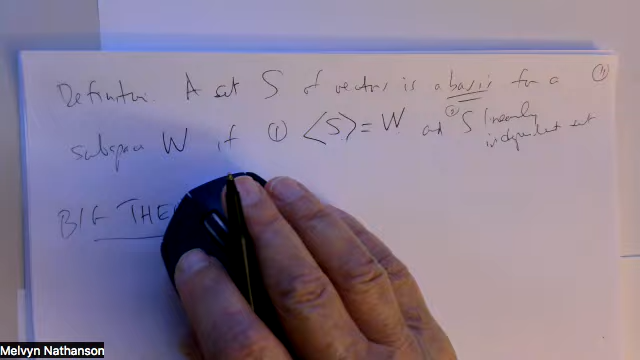 Definition. A set S of vectors is a basis for a ①
subspace W if ① <S> = W and ② S linearly
independent set
BIG THE
Melvyn Nathanson